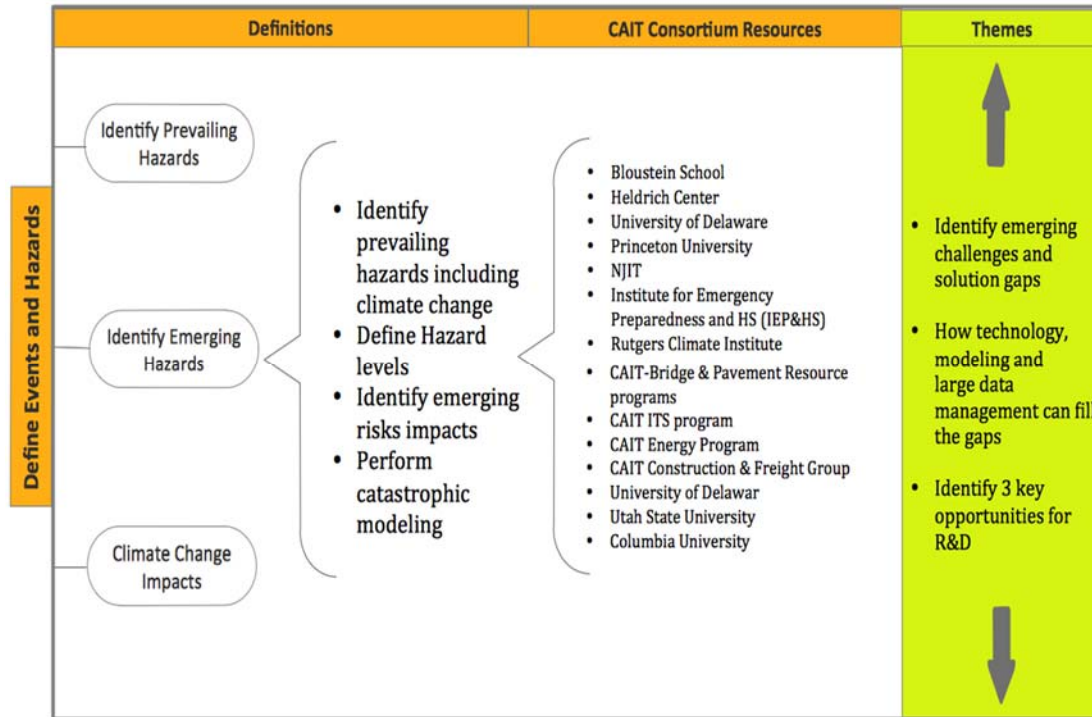 Definitions
CAIT Consortium Resources
Themes
Define Events and Hazards
Identify Prevailing
Hazards
Identify Emerging
Hazards
Climate Change
Impacts
• Identify
prevailing
hazards including
climate change
• Define Hazard
levels
• Identify emerging
risks impacts
• Perform
catastrophic
modeling
• Bloustein School
• Heldrich Center
• University of Delaware
• Princeton University
• NJIT
• Institute for Emergency
Preparedness and HS (IEP&HS)
• Rutgers Climate Institute
• CAIT-Bridge & Pavement Resource
programs
• CAIT ITS program
• CAIT Energy Program
• CAIT Construction & Freight Group
• University of Delawar
• Utah State University
• Columbia University
• Identify emerging
challenges and
solution gaps
• How technology,
modeling and
large data
management can fill
the gaps
• Identify 3 key
opportunities for
R&D